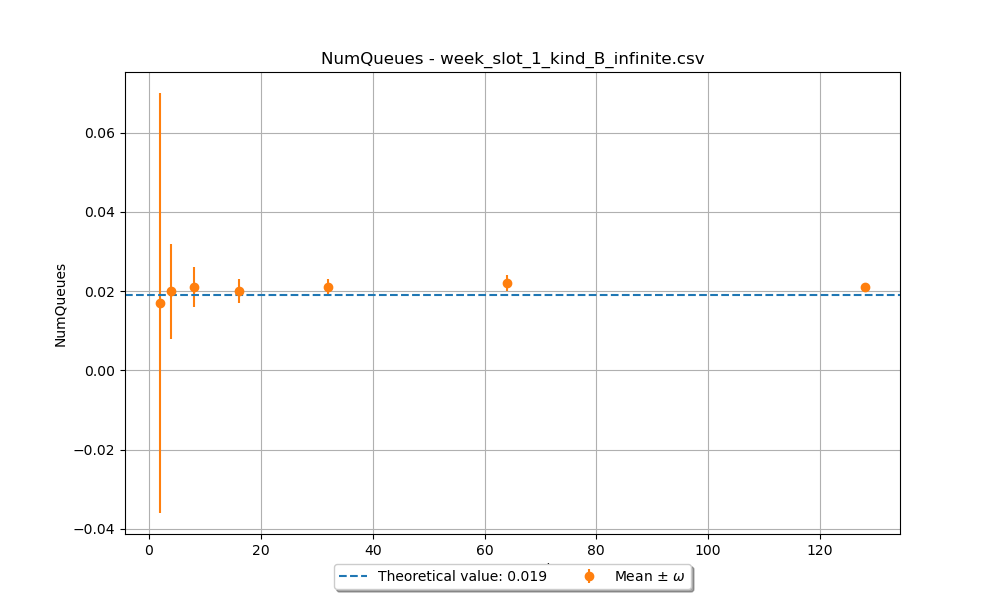 NumQueues - week_slot_1_kind_B_infinite.csv
0.06
0.04
0.02
0.00
−0.02
−0.04
NumQueues
0 20 40 60 80 100 120
Theoretical value: 0.019 Mean ± ω